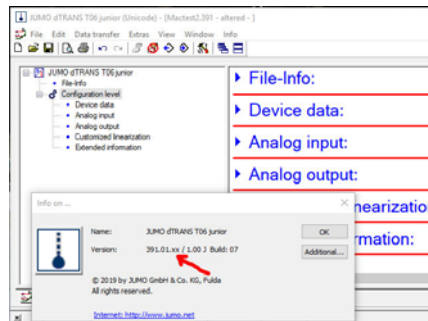 JUMO dTRANS T06 junior (Unicode) - [Mactest2.391 - altered - ]
File Edit Data transfer Extras View Window Info
JUMO dTRANS T06 junior
File-Info
Configuration level
Device data
Analog input
Analog output
Customized linearization
Extended information
File-Info:
Device data:
Analog input:
Analog output:
nearizatio
rmation:
Info on ...
Name: JUMO dTRANS T06 junior
OK
Version: 391.01.xx / 1.00 J Build: 07
Additional...
© 2019 by JUMO GmbH & Co. KG, Fulda
All rights reserved.
Internet: http://www.jumo.net